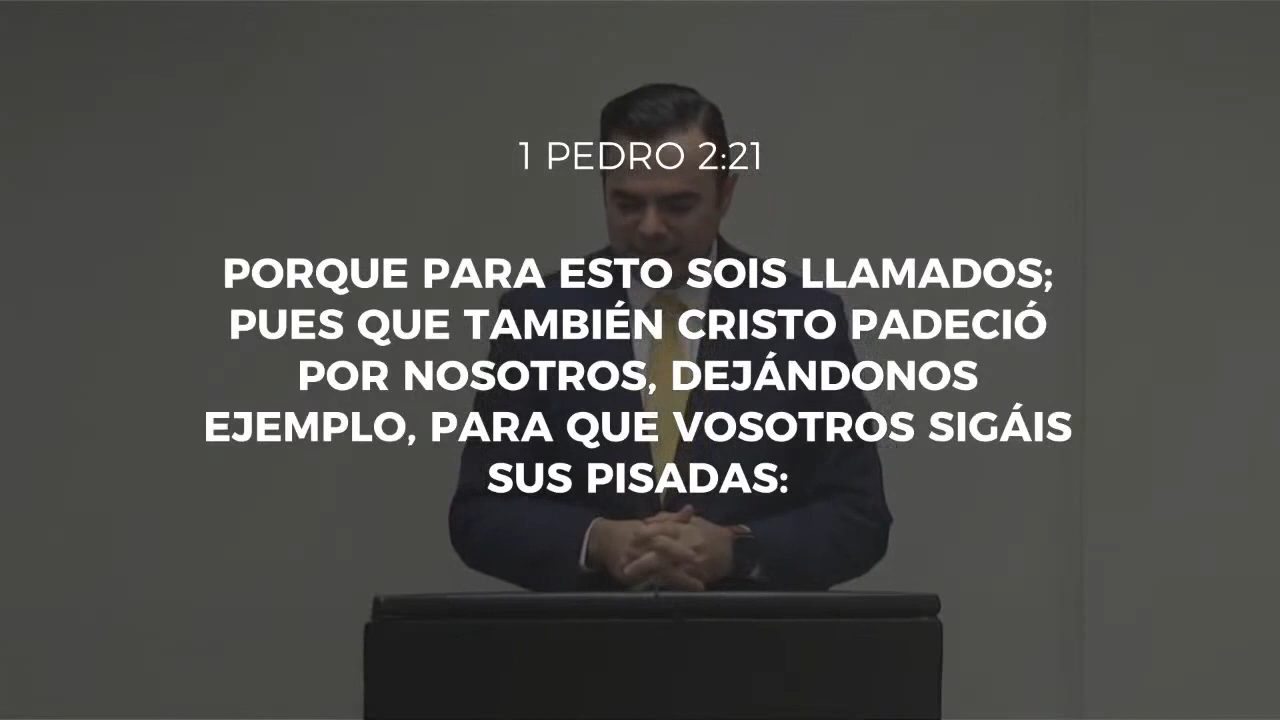 1 PEDRO 2:21
PORQUE PARA ESTO SOIS LLAMADOS;
PUES QUE TAMBIÉN CRISTO PADECIÓ
POR NOSOTROS, DEJÁNDONOS
EJEMPLO, PARA QUE VOSOTROS SIGÁIS
SUS PISADAS: